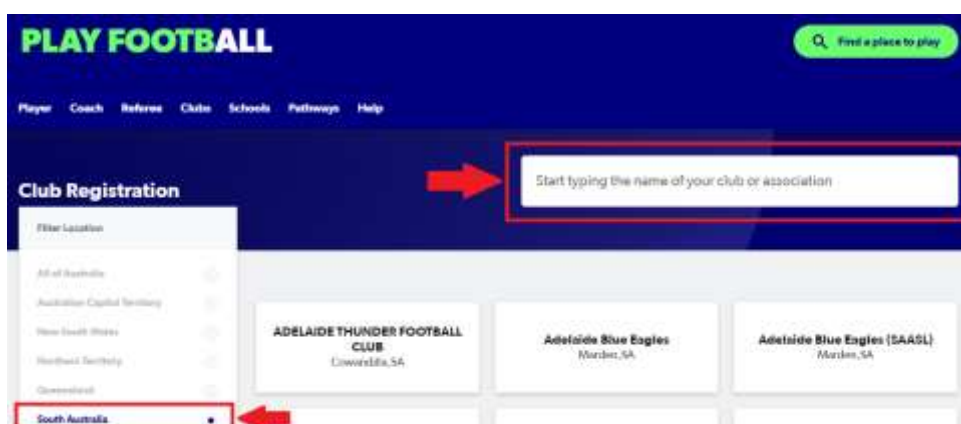 PLAY FOOTBALL
Find a place to play
Player Coach Referee Clubs Schools Pathways Help
Start typing the name of your club or association
Club Registration
Filter Location
All of Australia
Australian Capital Territory
New South Wales
Northern Territory
Queensland
South Australia
ADELAIDE THUNDER FOOTBALL
CLUB
Cowandilla, SA
Adelaide Blue Eagles
Marden, SA
Adelaide Blue Eagles (SAASL)
Marden, SA